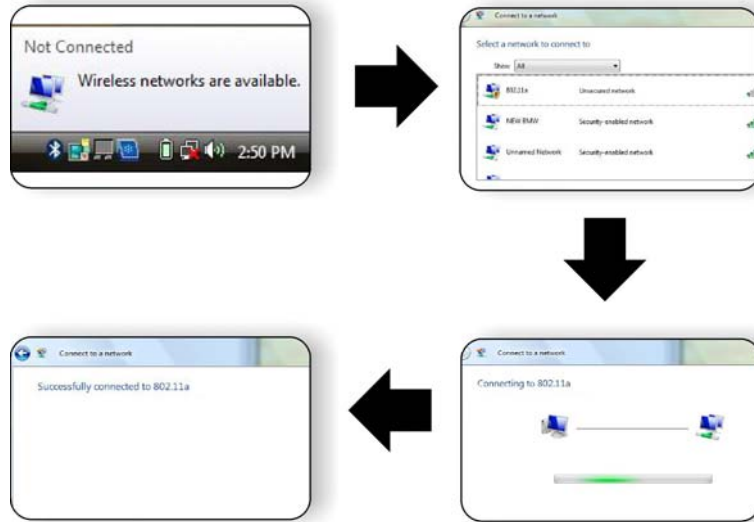 Not Connected
Wireless networks are available.
2:50 PM
Connect to a network
Select a network to connect to
Show All
802.11a Unsecured network
NEW BMW Security-enabled network
Unnamed Network Security-enabled network
Connect to a network
Connecting to 802.11a
Connect to a network
Successfully connected to 802.11a